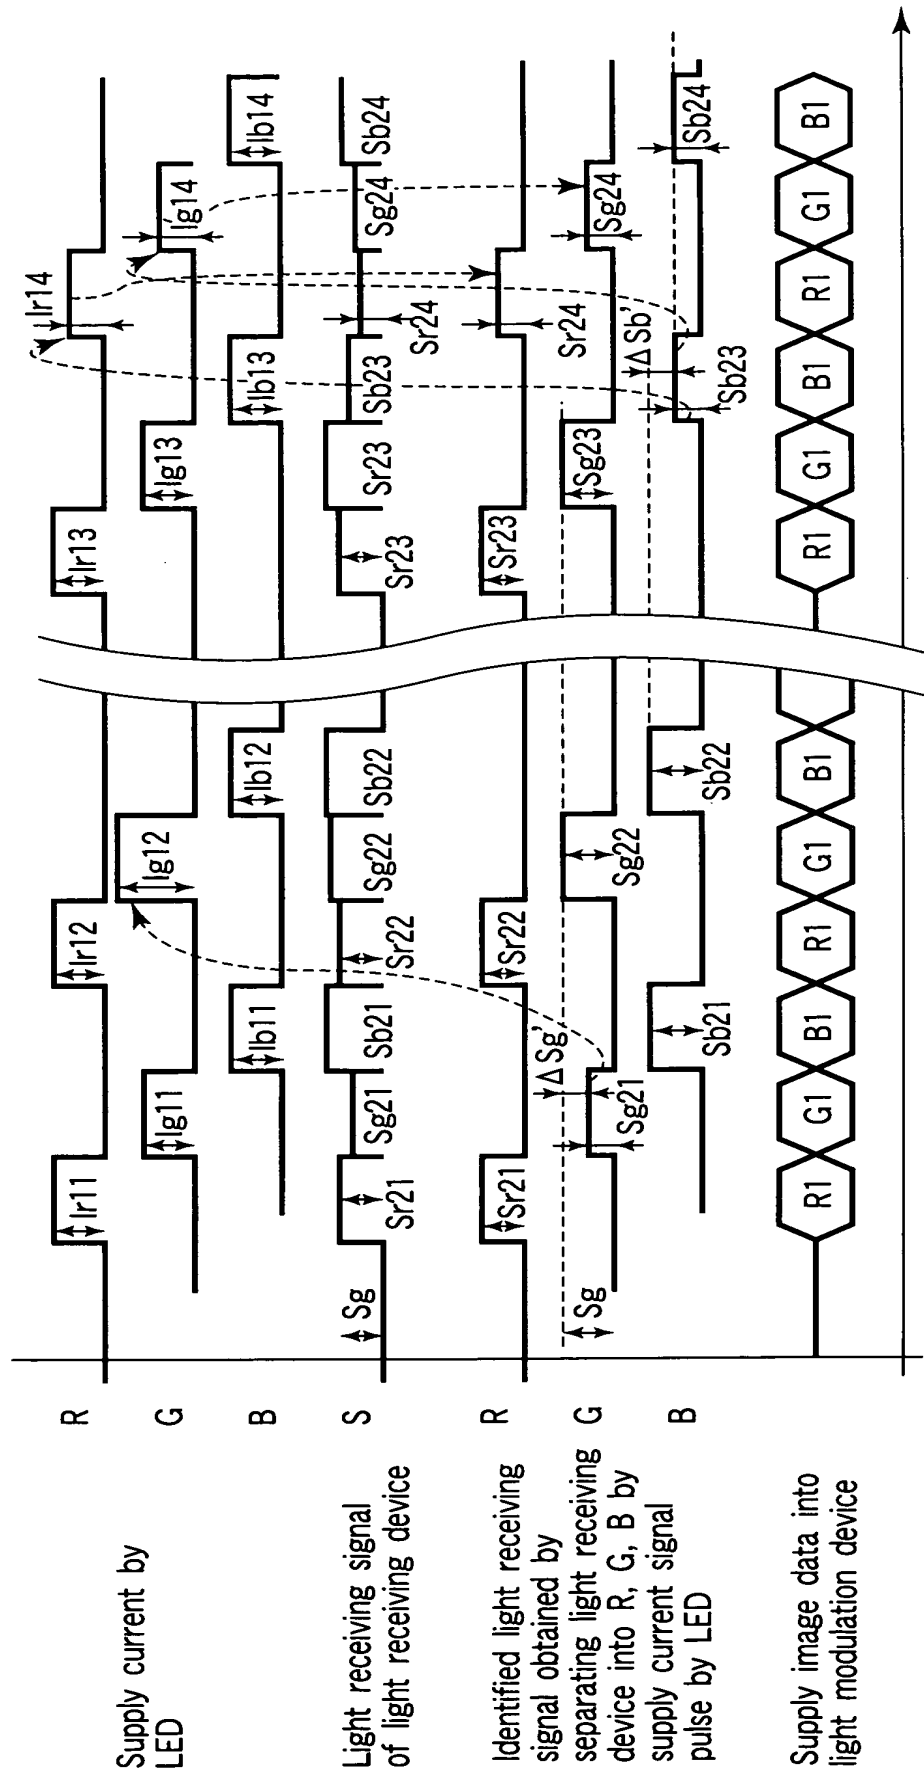 Supply current by
LED
R
Ir11
Ir12
Ir13
Ir14
G
Ig11
Ig12
Ig13
Ig14
B
Ib11
Ib12
Ib13
Ib14
Light receiving signal
of light receiving device
S
Sg
Sr21
Sg21
Sb21
Sr22
Sg22
Sb22
Sr23
Sr23
Sb23
Sr24
Sg24
Sb24
Identified light receiving
signal obtained by
separating light receiving
device into R, G, B by
supply current signal
pulse by LED
R
Sr21
Sr22
Sr23
Sr24
G
Sg
Sg21
ΔSg'
Sg22
Sg23
Sg24
B
Sb21
Sb22
Sb23
ΔSb'
Sb24
Supply image data into
light modulation device
R1 G1 B1 R1 G1 B1 R1 G1 B1 R1 G1 B1